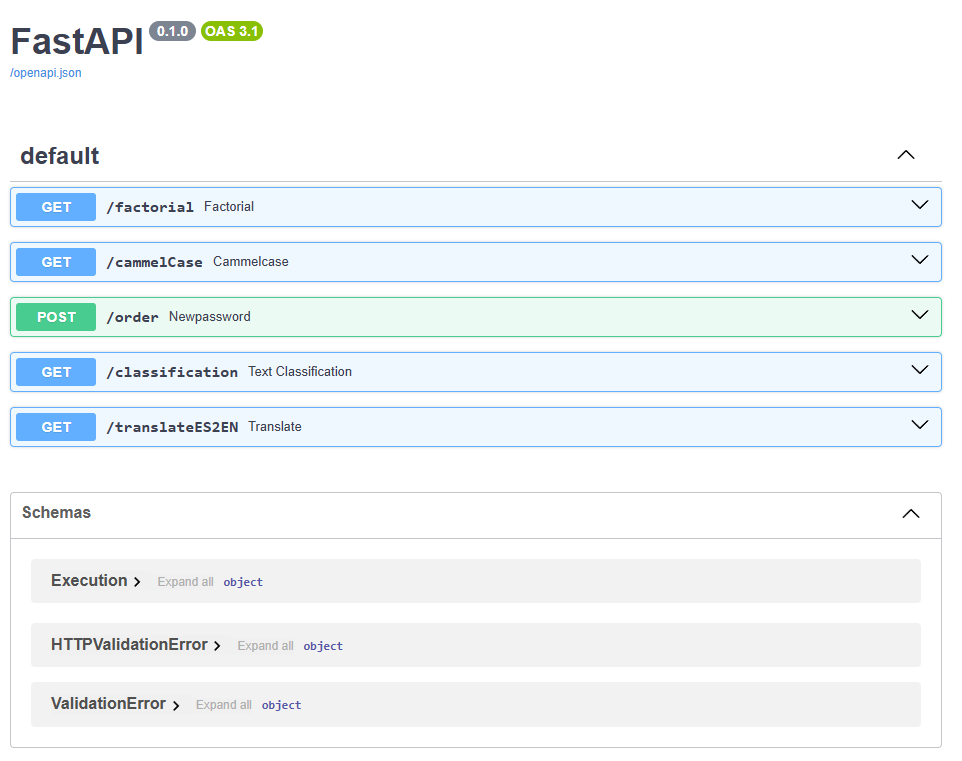 FastAPI 0.1.0 OAS 3.1
/openapi.json
default
GET /factorial Factorial
GET /cammelCase Cammelcase
POST /order Newpassword
GET /classification Text Classification
GET /translateES2EN Translate
Schemas
Execution Expand all object
HTTPValidationError Expand all object
ValidationError Expand all object